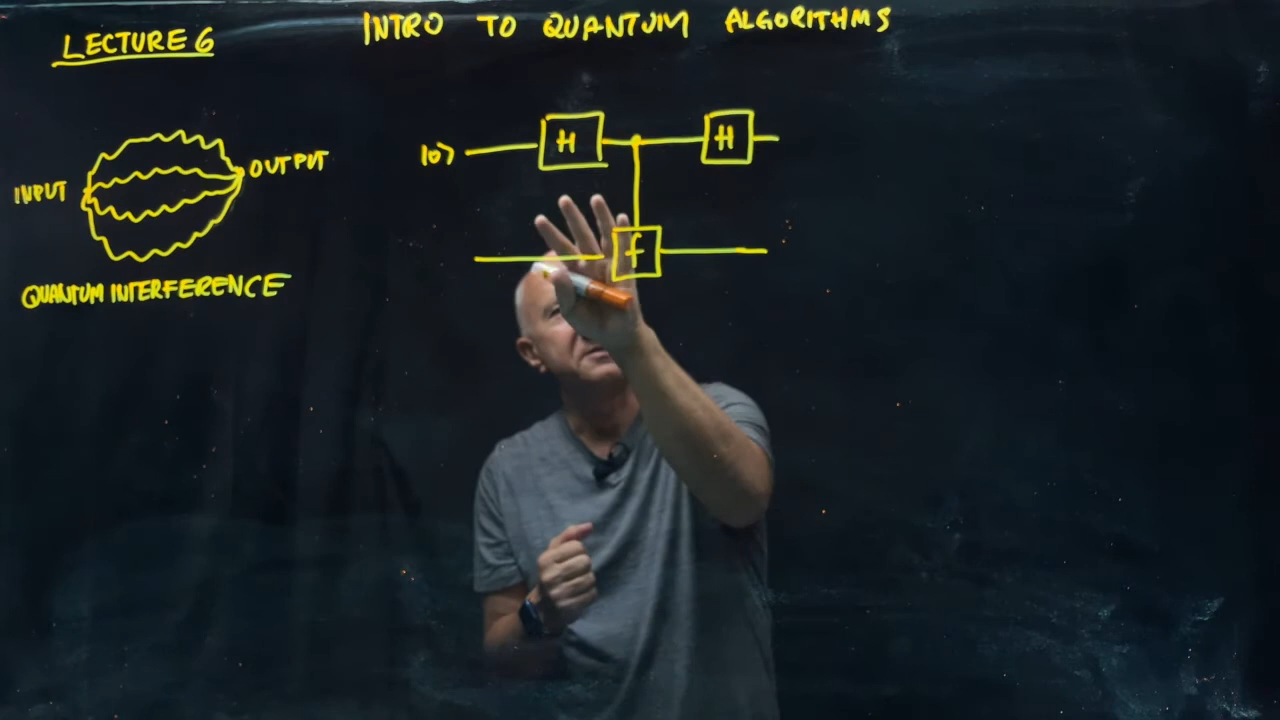 LECTURE 6
INTRO TO QUANTUM ALGORITHMS
INPUT
OUTPUT
QUANTUM INTERFERENCE
|0⟩
H
H
f